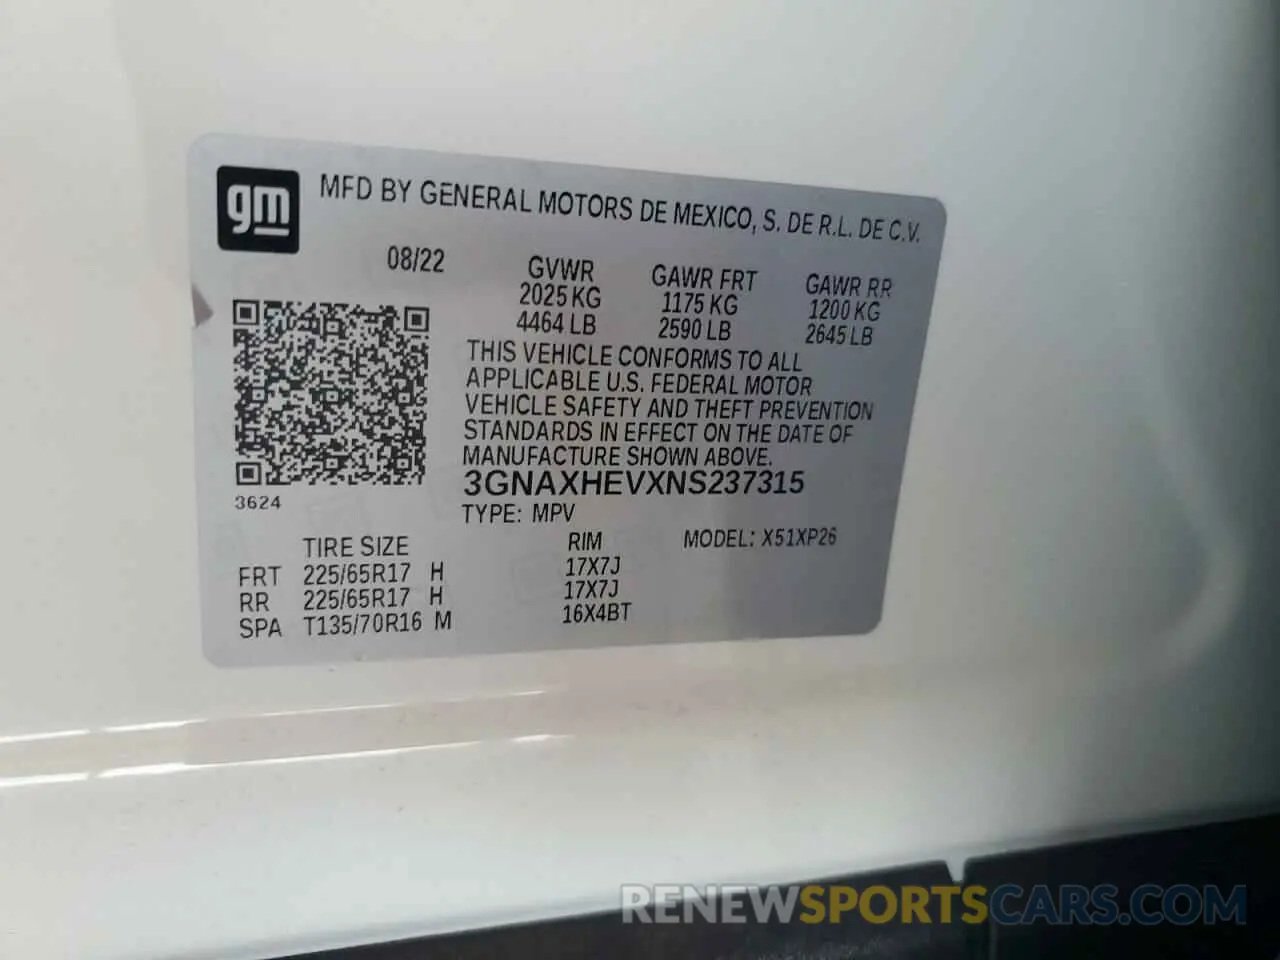 gm
MFD BY GENERAL MOTORS DE MEXICO, S. DE R.L. DE C.V.
08/22
GVWR GAWR FRT GAWR RR
2025 KG 1175 KG 1200 KG
4464 LB 2590 LB 2645 LB
THIS VEHICLE CONFORMS TO ALL
APPLICABLE U.S. FEDERAL MOTOR
VEHICLE SAFETY AND THEFT PREVENTION
STANDARDS IN EFFECT ON THE DATE OF
MANUFACTURE SHOWN ABOVE.
3GNAXHEVXNS237315
3624
TYPE: MPV
MODEL: X51XP26
TIRE SIZE RIM
FRT 225/65R17 H 17X7J
RR 225/65R17 H 17X7J
SPA T135/70R16 M 16X4BT
RENEWSPORTSCARS.COM